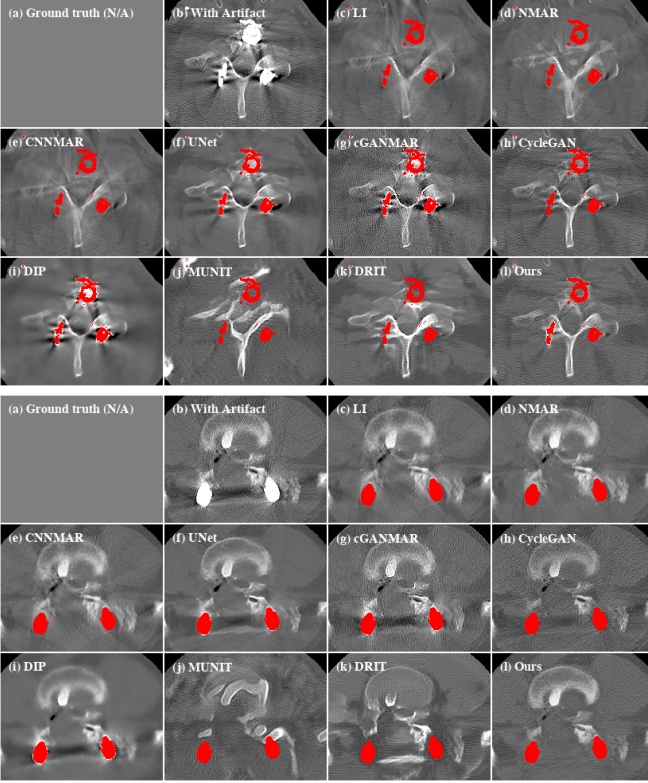 (a) Ground truth (N/A) (b) With Artifact (c) LI (d) NMAR
(e) CNNMAR (f) UNet (g) cGANMAR (h) CycleGAN
(i) DIP (j) MUNIT (k) DRIT (l) Ours
(a) Ground truth (N/A) (b) With Artifact (c) LI (d) NMAR
(e) CNNMAR (f) UNet (g) cGANMAR (h) CycleGAN
(i) DIP (j) MUNIT (k) DRIT (l) Ours